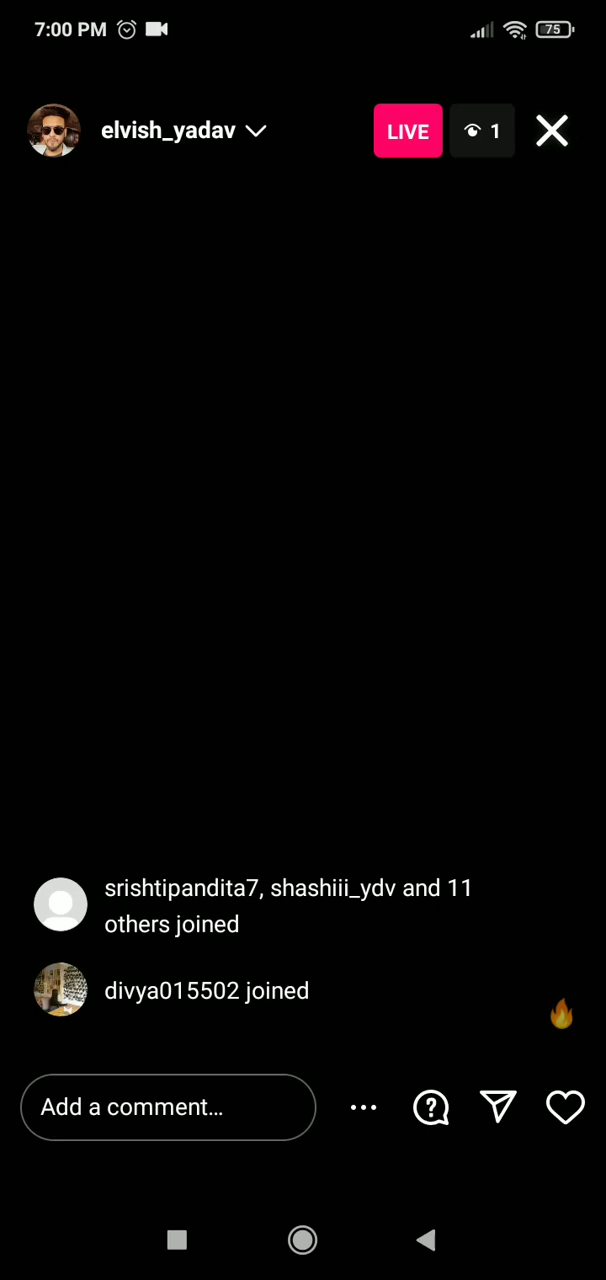 7:00 PM
75
elvish_yadav
LIVE
1
srishtipandita7, shashiii_ydv and 11
others joined
divya015502 joined
Add a comment...
?